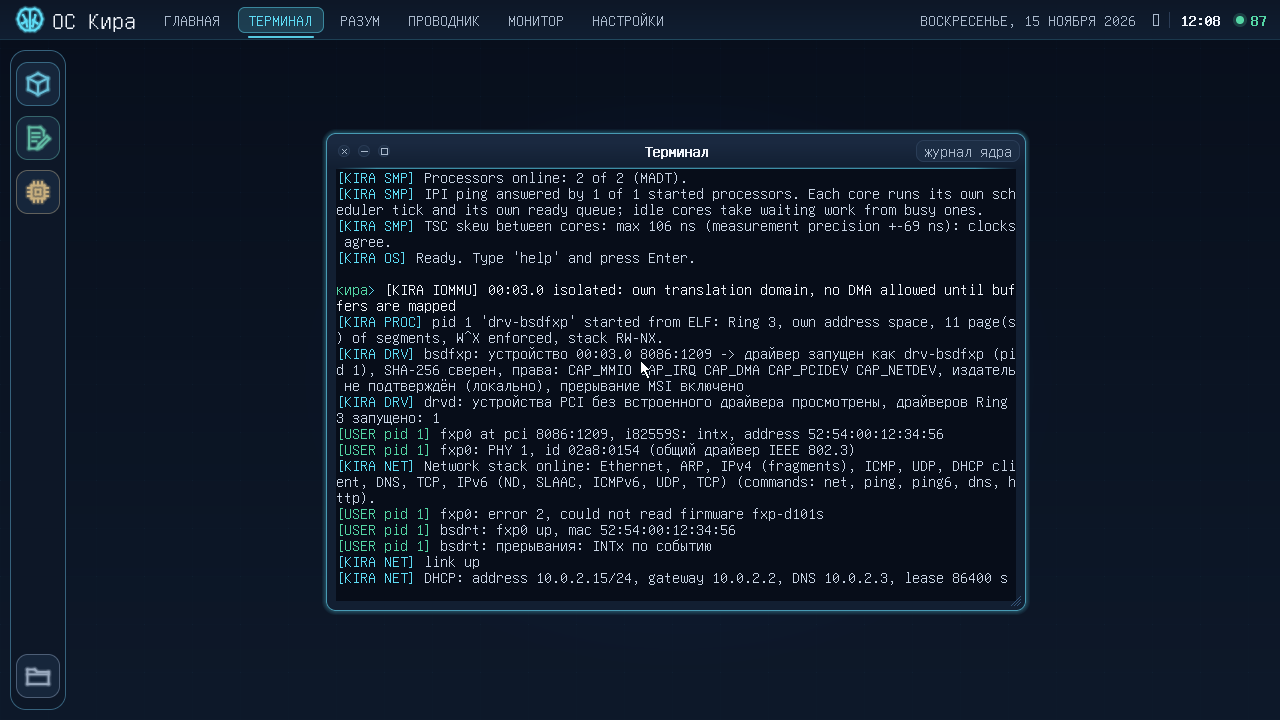 ОС Кира
ГЛАВНАЯ
ТЕРМИНАЛ
РАЗУМ
ПРОВОДНИК
МОНИТОР
НАСТРОЙКИ
ВОСКРЕСЕНЬЕ, 15 НОЯБРЯ 2026
12:08
87
Терминал
журнал ядра
[KIRA SMP] Processors online: 2 of 2 (MADT).
[KIRA SMP] IPI ping answered by 1 of 1 started processors. Each core runs its own sch
eduler tick and its own ready queue; idle cores take waiting work from busy ones.
[KIRA SMP] TSC skew between cores: max 106 ns (measurement precision +-69 ns): clocks
 agree.
[KIRA OS] Ready. Type 'help' and press Enter.
кира> [KIRA IOMMU] 00:03.0 isolated: own translation domain, no DMA allowed until buf
fers are mapped
[KIRA PROC] pid 1 'drv-bsdfxp' started from ELF: Ring 3, own address space, 11 page(s
) of segments, W^X enforced, stack RW-NX.
[KIRA DRV] bsdfxp: устройство 00:03.0 8086:1209 -> драйвер запущен как drv-bsdfxp (pi
d 1), SHA-256 сверен, права: CAP_MMIO CAP_IRQ CAP_DMA CAP_PCIDEV CAP_NETDEV, издатель
 не подтверждён (локально), прерывание MSI включено
[KIRA DRV] drvd: устройства PCI без встроенного драйвера просмотрены, драйверов Ring
3 запущено: 1
[USER pid 1] fxp0 at pci 8086:1209, i82559S: intx, address 52:54:00:12:34:56
[USER pid 1] fxp0: PHY 1, id 02a8:0154 (общий драйвер IEEE 802.3)
[KIRA NET] Network stack online: Ethernet, ARP, IPv4 (fragments), ICMP, UDP, DHCP cli
ent, DNS, TCP, IPv6 (ND, SLAAC, ICMPv6, UDP, TCP) (commands: net, ping, ping6, dns, h
ttp).
[USER pid 1] fxp0: error 2, could not read firmware fxp-d101s
[USER pid 1] bsdrt: fxp0 up, mac 52:54:00:12:34:56
[USER pid 1] bsdrt: прерывания: INTx по событию
[KIRA NET] link up
[KIRA NET] DHCP: address 10.0.2.15/24, gateway 10.0.2.2, DNS 10.0.2.3, lease 86400 s